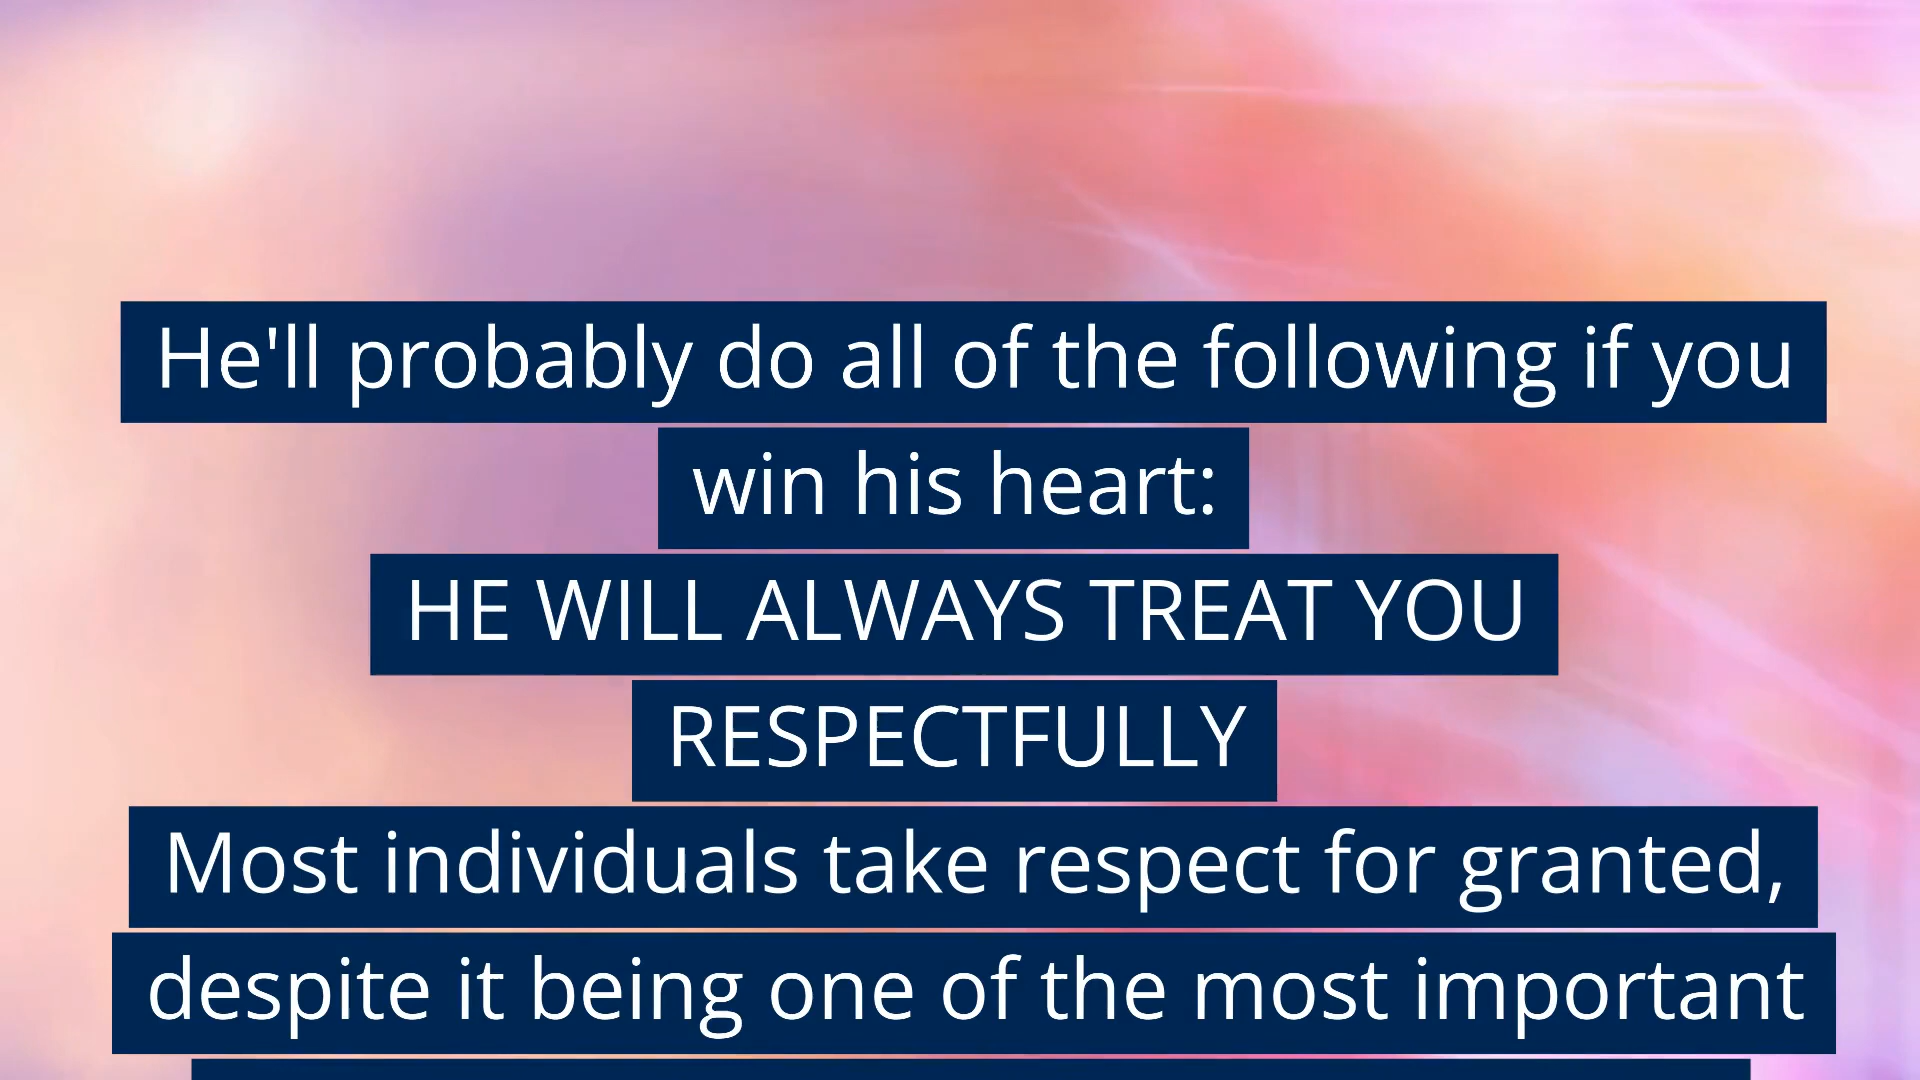 He'll probably do all of the following if you
win his heart:
HE WILL ALWAYS TREAT YOU
RESPECTFULLY
Most individuals take respect for granted,
despite it being one of the most important